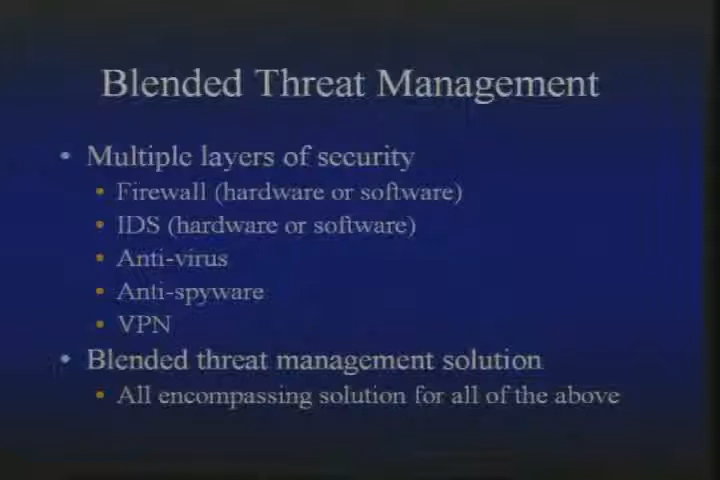 Blended Threat Management
• Multiple layers of security
• Firewall (hardware or software)
• IDS (hardware or software)
• Anti-virus
• Anti-spyware
• VPN
• Blended threat management solution
• All encompassing solution for all of the above